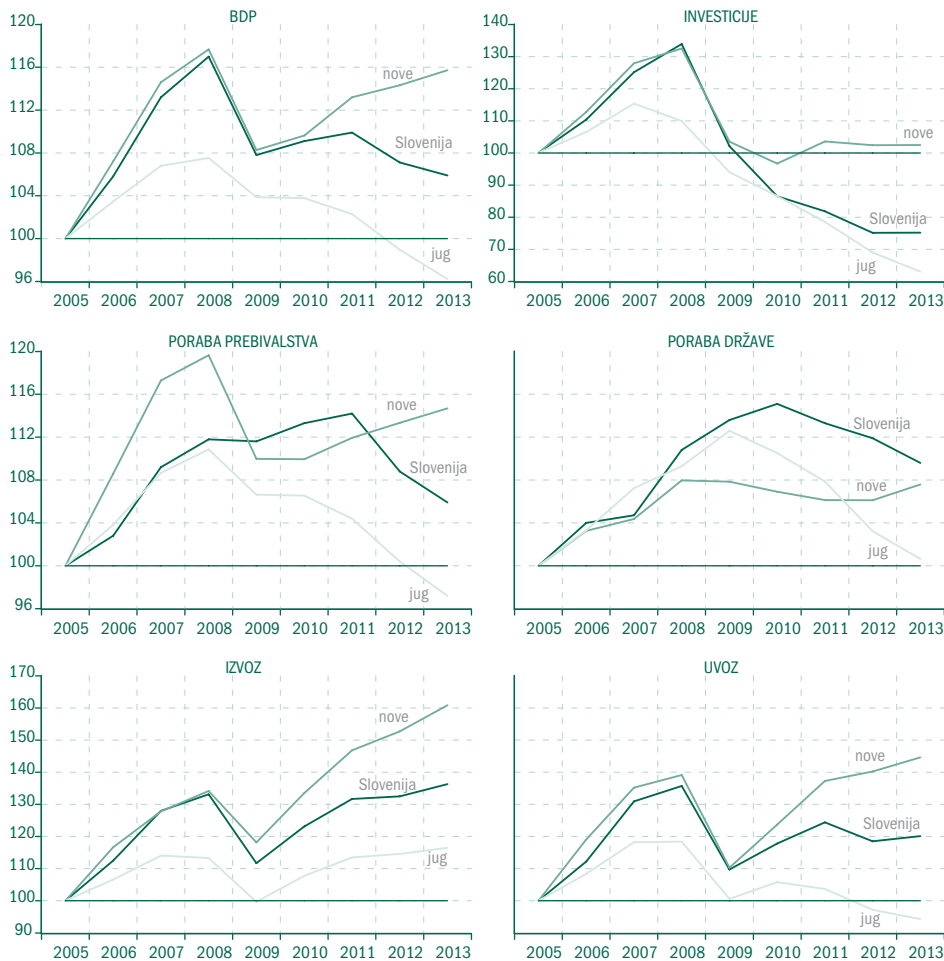 BDP
120
116
112
108
104
100
96
nove
Slovenija
jug
2005 2006 2007 2008 2009 2010 2011 2012 2013
INVESTICIJE
140
130
120
110
100
90
80
70
60
nove
Slovenija
jug
2005 2006 2007 2008 2009 2010 2011 2012 2013
PORABA PREBIVALSTVA
120
116
112
108
104
100
96
nove
Slovenija
jug
2005 2006 2007 2008 2009 2010 2011 2012 2013
PORABA DRŽAVE
Slovenija
nove
jug
2005 2006 2007 2008 2009 2010 2011 2012 2013
IZVOZ
170
160
150
140
130
120
110
100
90
nove
Slovenija
jug
2005 2006 2007 2008 2009 2010 2011 2012 2013
UVOZ
nove
Slovenija
jug
2005 2006 2007 2008 2009 2010 2011 2012 2013